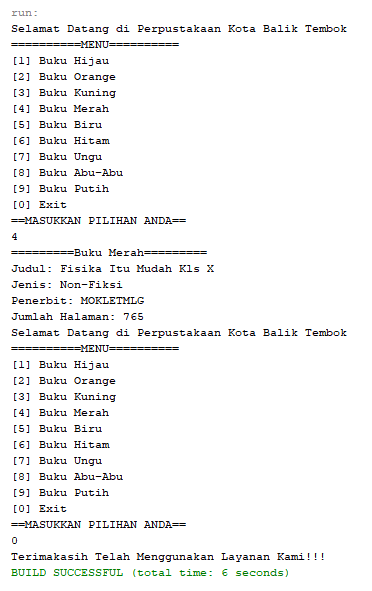 run:
Selamat Datang di Perpustakaan Kota Balik Tembok
==========MENU==========
[1] Buku Hijau
[2] Buku Orange
[3] Buku Kuning
[4] Buku Merah
[5] Buku Biru
[6] Buku Hitam
[7] Buku Ungu
[8] Buku Abu-Abu
[9] Buku Putih
[0] Exit
==MASUKKAN PILIHAN ANDA==
4
=========Buku Merah=========
Judul: Fisika Itu Mudah Kls X
Jenis: Non-Fiksi
Penerbit: MOKLETMLG
Jumlah Halaman: 765
Selamat Datang di Perpustakaan Kota Balik Tembok
==========MENU==========
[1] Buku Hijau
[2] Buku Orange
[3] Buku Kuning
[4] Buku Merah
[5] Buku Biru
[6] Buku Hitam
[7] Buku Ungu
[8] Buku Abu-Abu
[9] Buku Putih
[0] Exit
==MASUKKAN PILIHAN ANDA==
0
Terimakasih Telah Menggunakan Layanan Kami!!!
BUILD SUCCESSFUL (total time: 6 seconds)